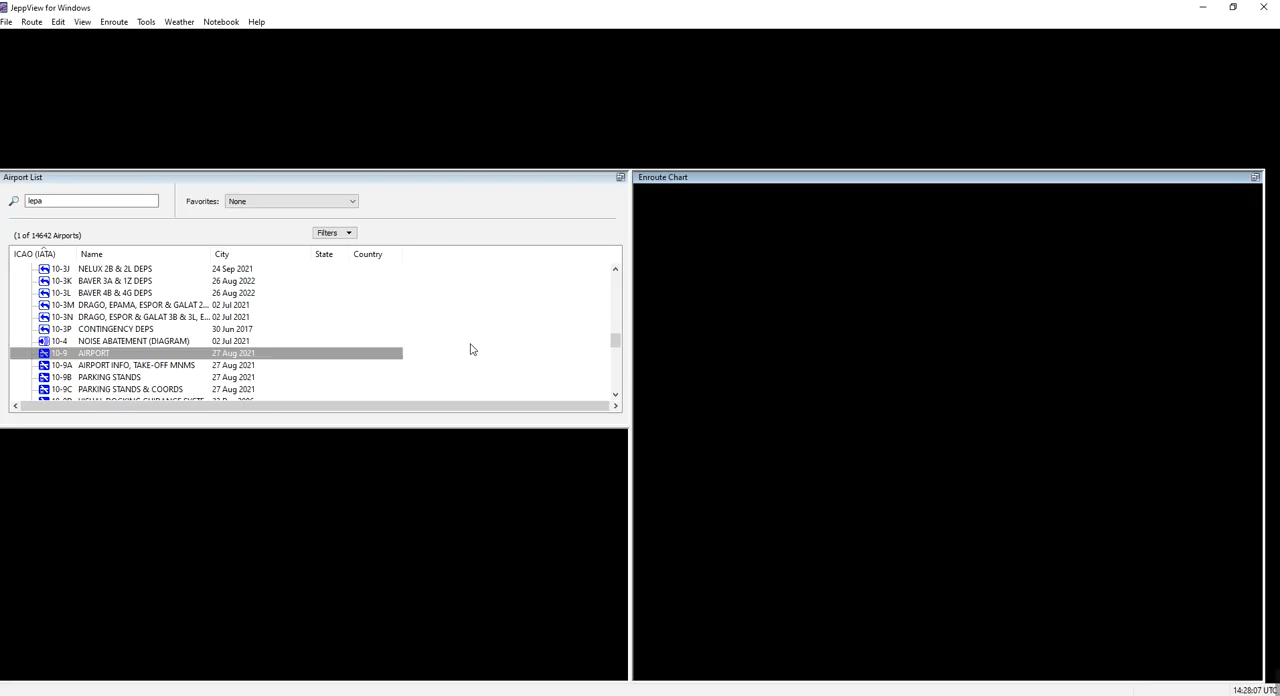 JeppView for Windows
File Route Edit View Enroute Tools Weather Notebook Help
Airport List
lepa
Favorites: None
(1 of 14642 Airports)
Filters
ICAO (IATA) Name City State Country
10-3J NELUX 2B & 2L DEPS 24 Sep 2021
10-3K BAVER 3A & 1Z DEPS 26 Aug 2022
10-3L BAVER 4B & 4G DEPS 26 Aug 2022
10-3M DRAGO, EPAMA, ESPOR & GALAT 2... 02 Jul 2021
10-3N DRAGO, ESPOR & GALAT 3B & 3L, E... 02 Jul 2021
10-3P CONTINGENCY DEPS 30 Jun 2017
10-4 NOISE ABATEMENT (DIAGRAM) 02 Jul 2021
10-9 AIRPORT 27 Aug 2021
10-9A AIRPORT INFO, TAKE-OFF MNMS 27 Aug 2021
10-9B PARKING STANDS 27 Aug 2021
10-9C PARKING STANDS & COORDS 27 Aug 2021
Enroute Chart
14:28:07 UTC